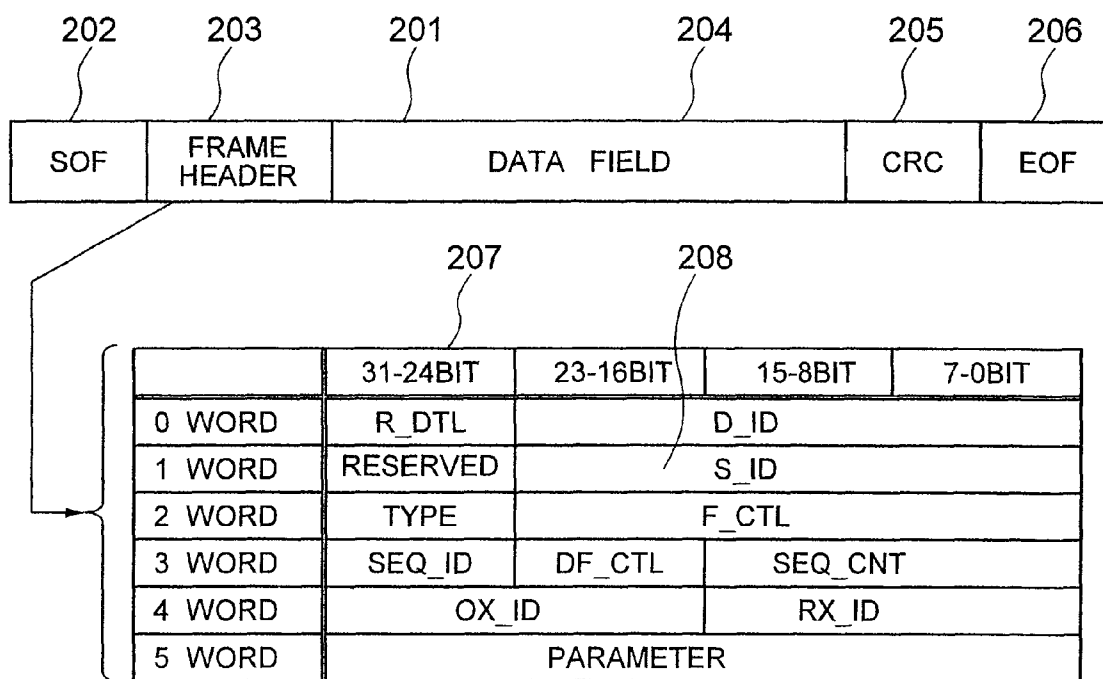 202 203 201 204 205 206
SOF FRAME HEADER DATA FIELD CRC EOF
207 208
31-24BIT 23-16BIT 15-8BIT 7-0BIT
0 WORD R_DTL D_ID
1 WORD RESERVED S_ID
2 WORD TYPE F_CTL
3 WORD SEQ_ID DF_CTL SEQ_CNT
4 WORD OX_ID RX_ID
5 WORD PARAMETER